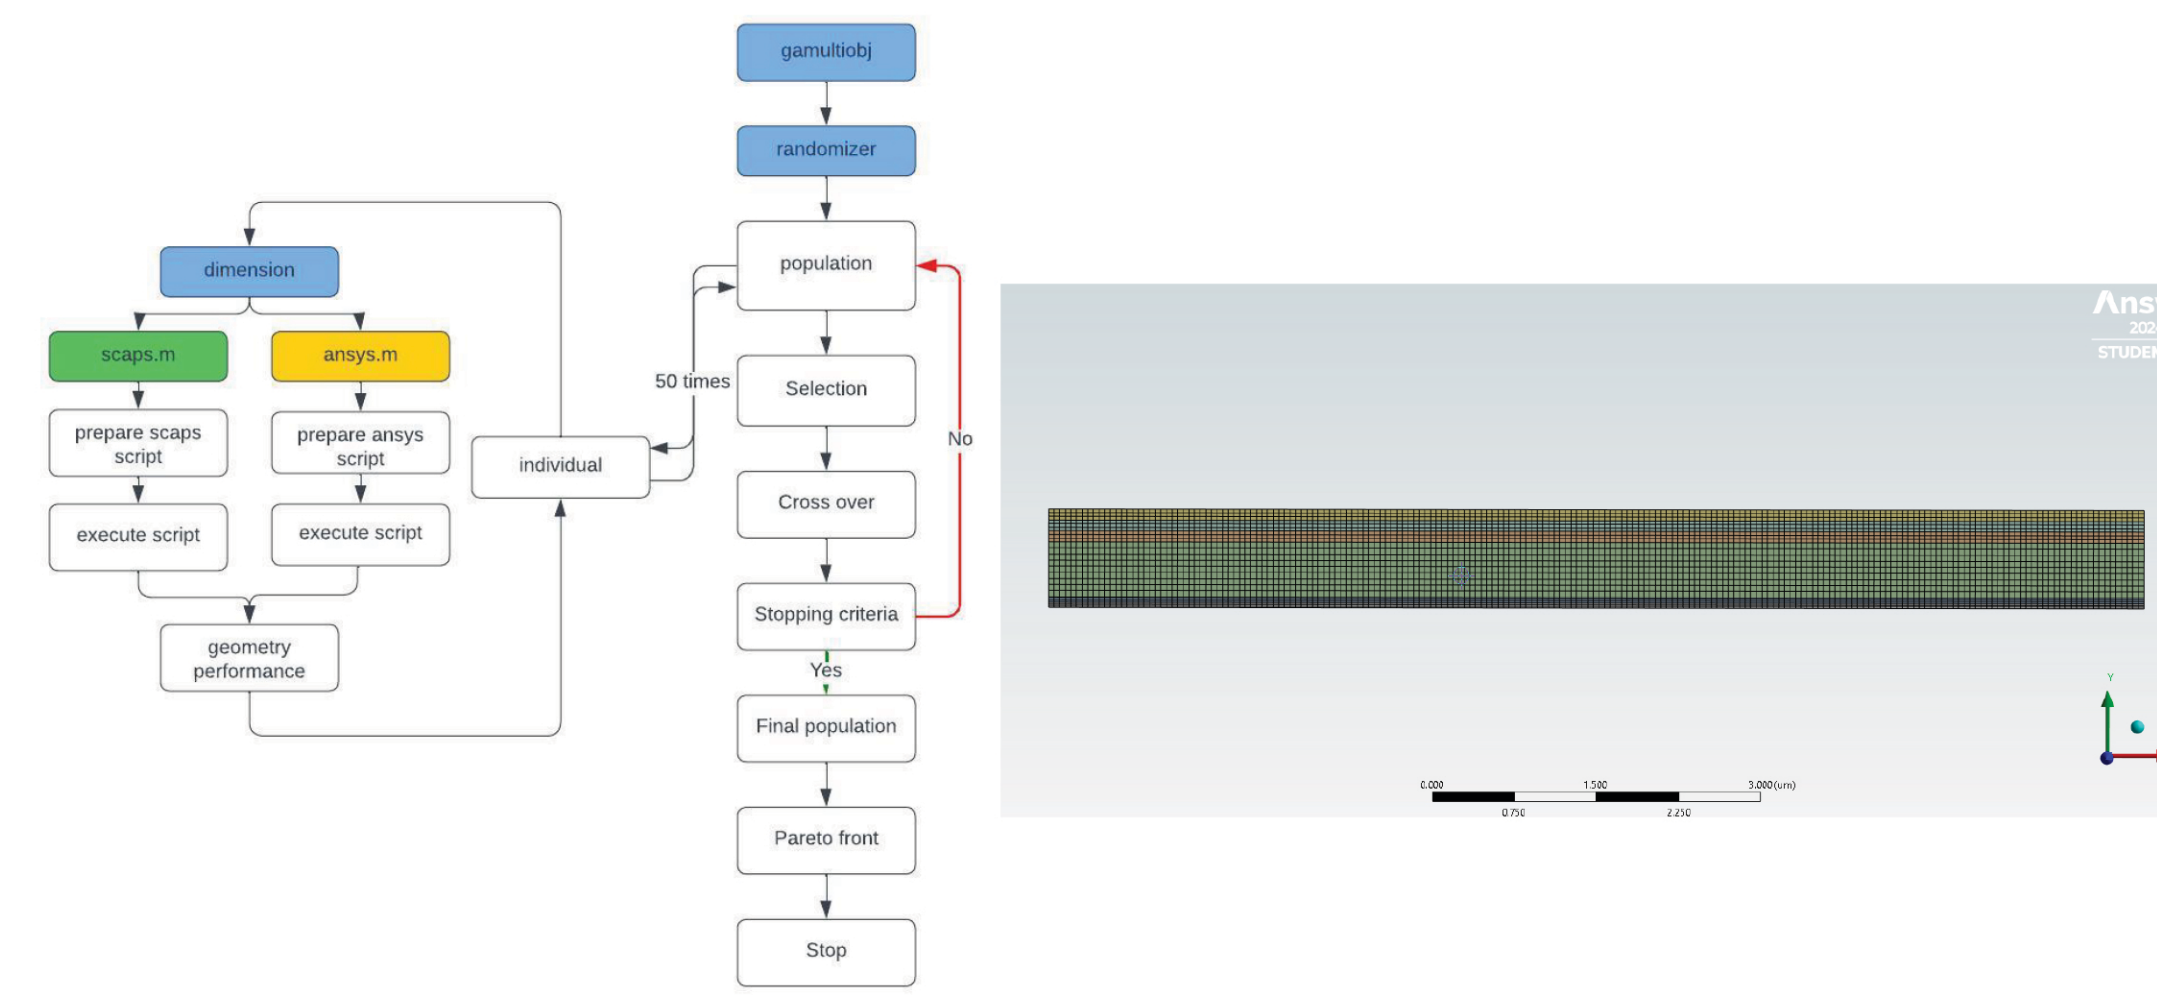 gamultiobj
randomizer
population
dimension
scaps.m
ansys.m
50 times
Selection
prepare scaps
script
prepare ansys
script
individual
No
Cross over
execute script
execute script
Stopping criteria
geometry
performance
Yes
Final population
Pareto front
Stop
STUDEN
Y
0.000
1.500
3.000 (um)
0.750
2.250